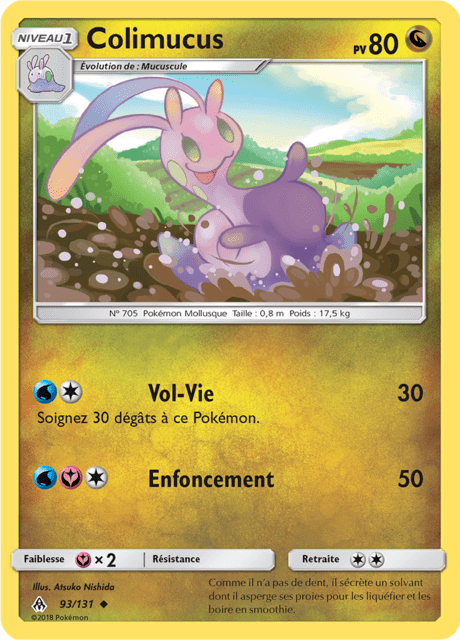 NIVEAU 1
Colimucus
PV 80
Évolution de : Mucuscule
N° 705 Pokémon Mollusque Taille : 0,8 m Poids : 17,5 kg
Vol-Vie 30
Soignez 30 dégâts à ce Pokémon.
Enfoncement 50
Faiblesse × 2 Résistance Retraite
Illus. Atsuko Nishida
93/131
©2018 Pokémon
Comme il n'a pas de dent, il sécrète un solvant
dont il asperge ses proies pour les liquéfier et les
boire en smoothie.